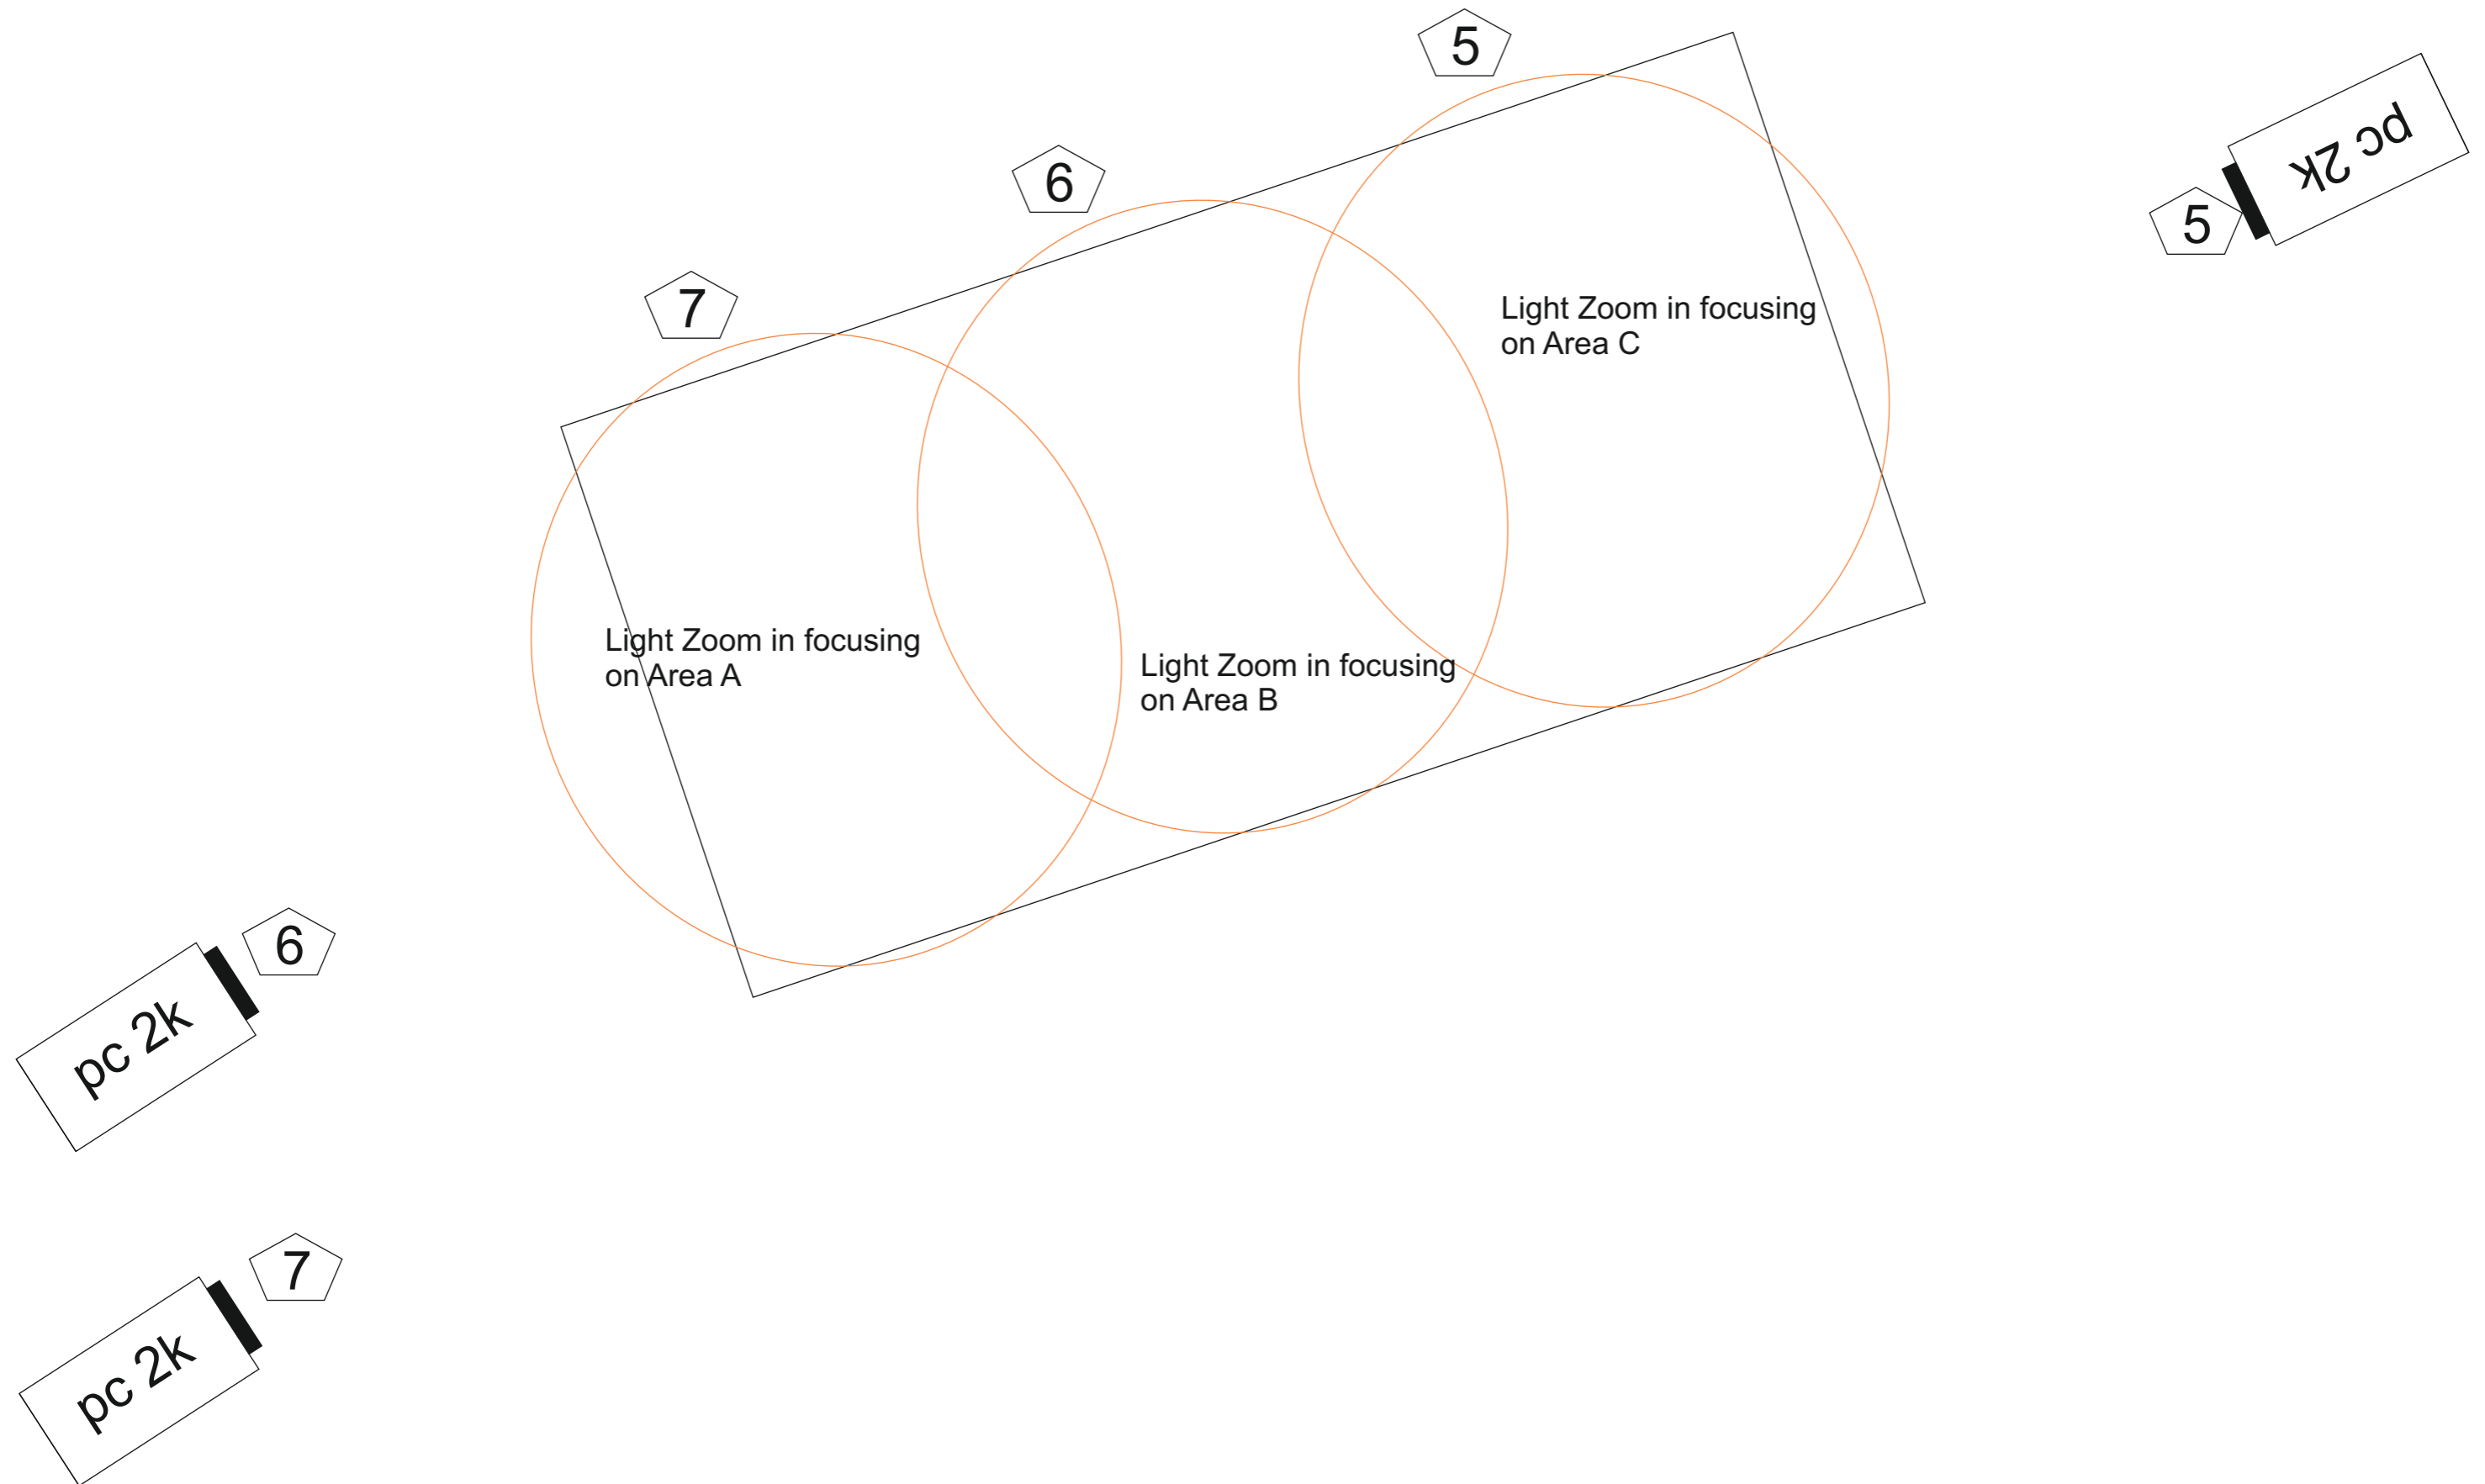 5
pc 2k
5
6
7
Light Zoom in focusing
on Area C
Light Zoom in focusing
on Area A
Light Zoom in focusing
on Area B
6
pc 2k
7
pc 2k